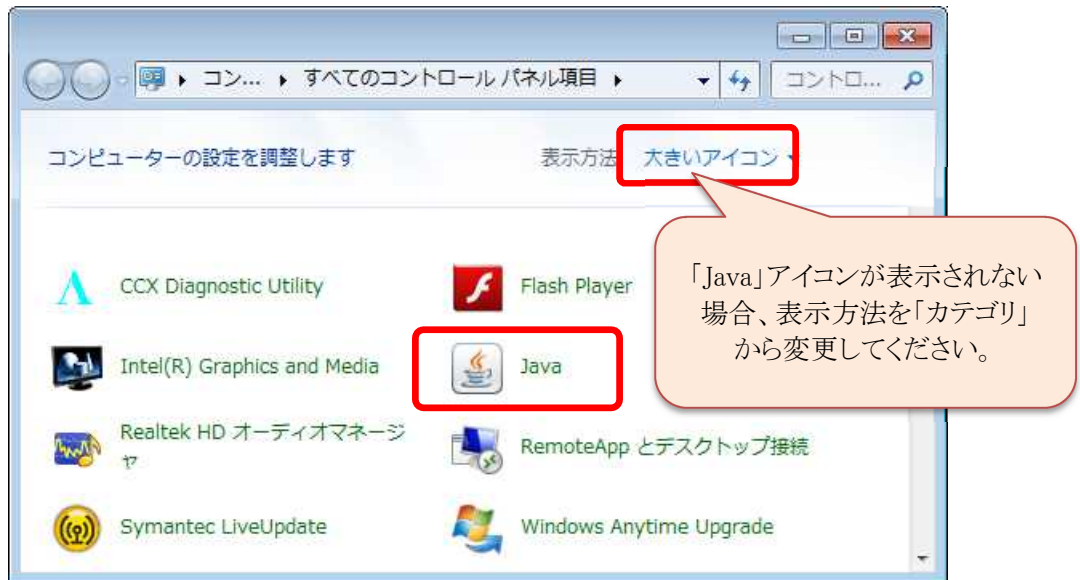 コン... すべてのコントロール パネル項目 コントロ...
コンピューターの設定を調整します 表示方法 大きいアイコン
「Java」アイコンが表示されない
場合、表示方法を「カテゴリ」
から変更してください。
CCX Diagnostic Utility Flash Player
Intel(R) Graphics and Media Java
Realtek HD オーディオマネージ
ャ
RemoteApp とデスクトップ接続
Symantec LiveUpdate Windows Anytime Upgrade